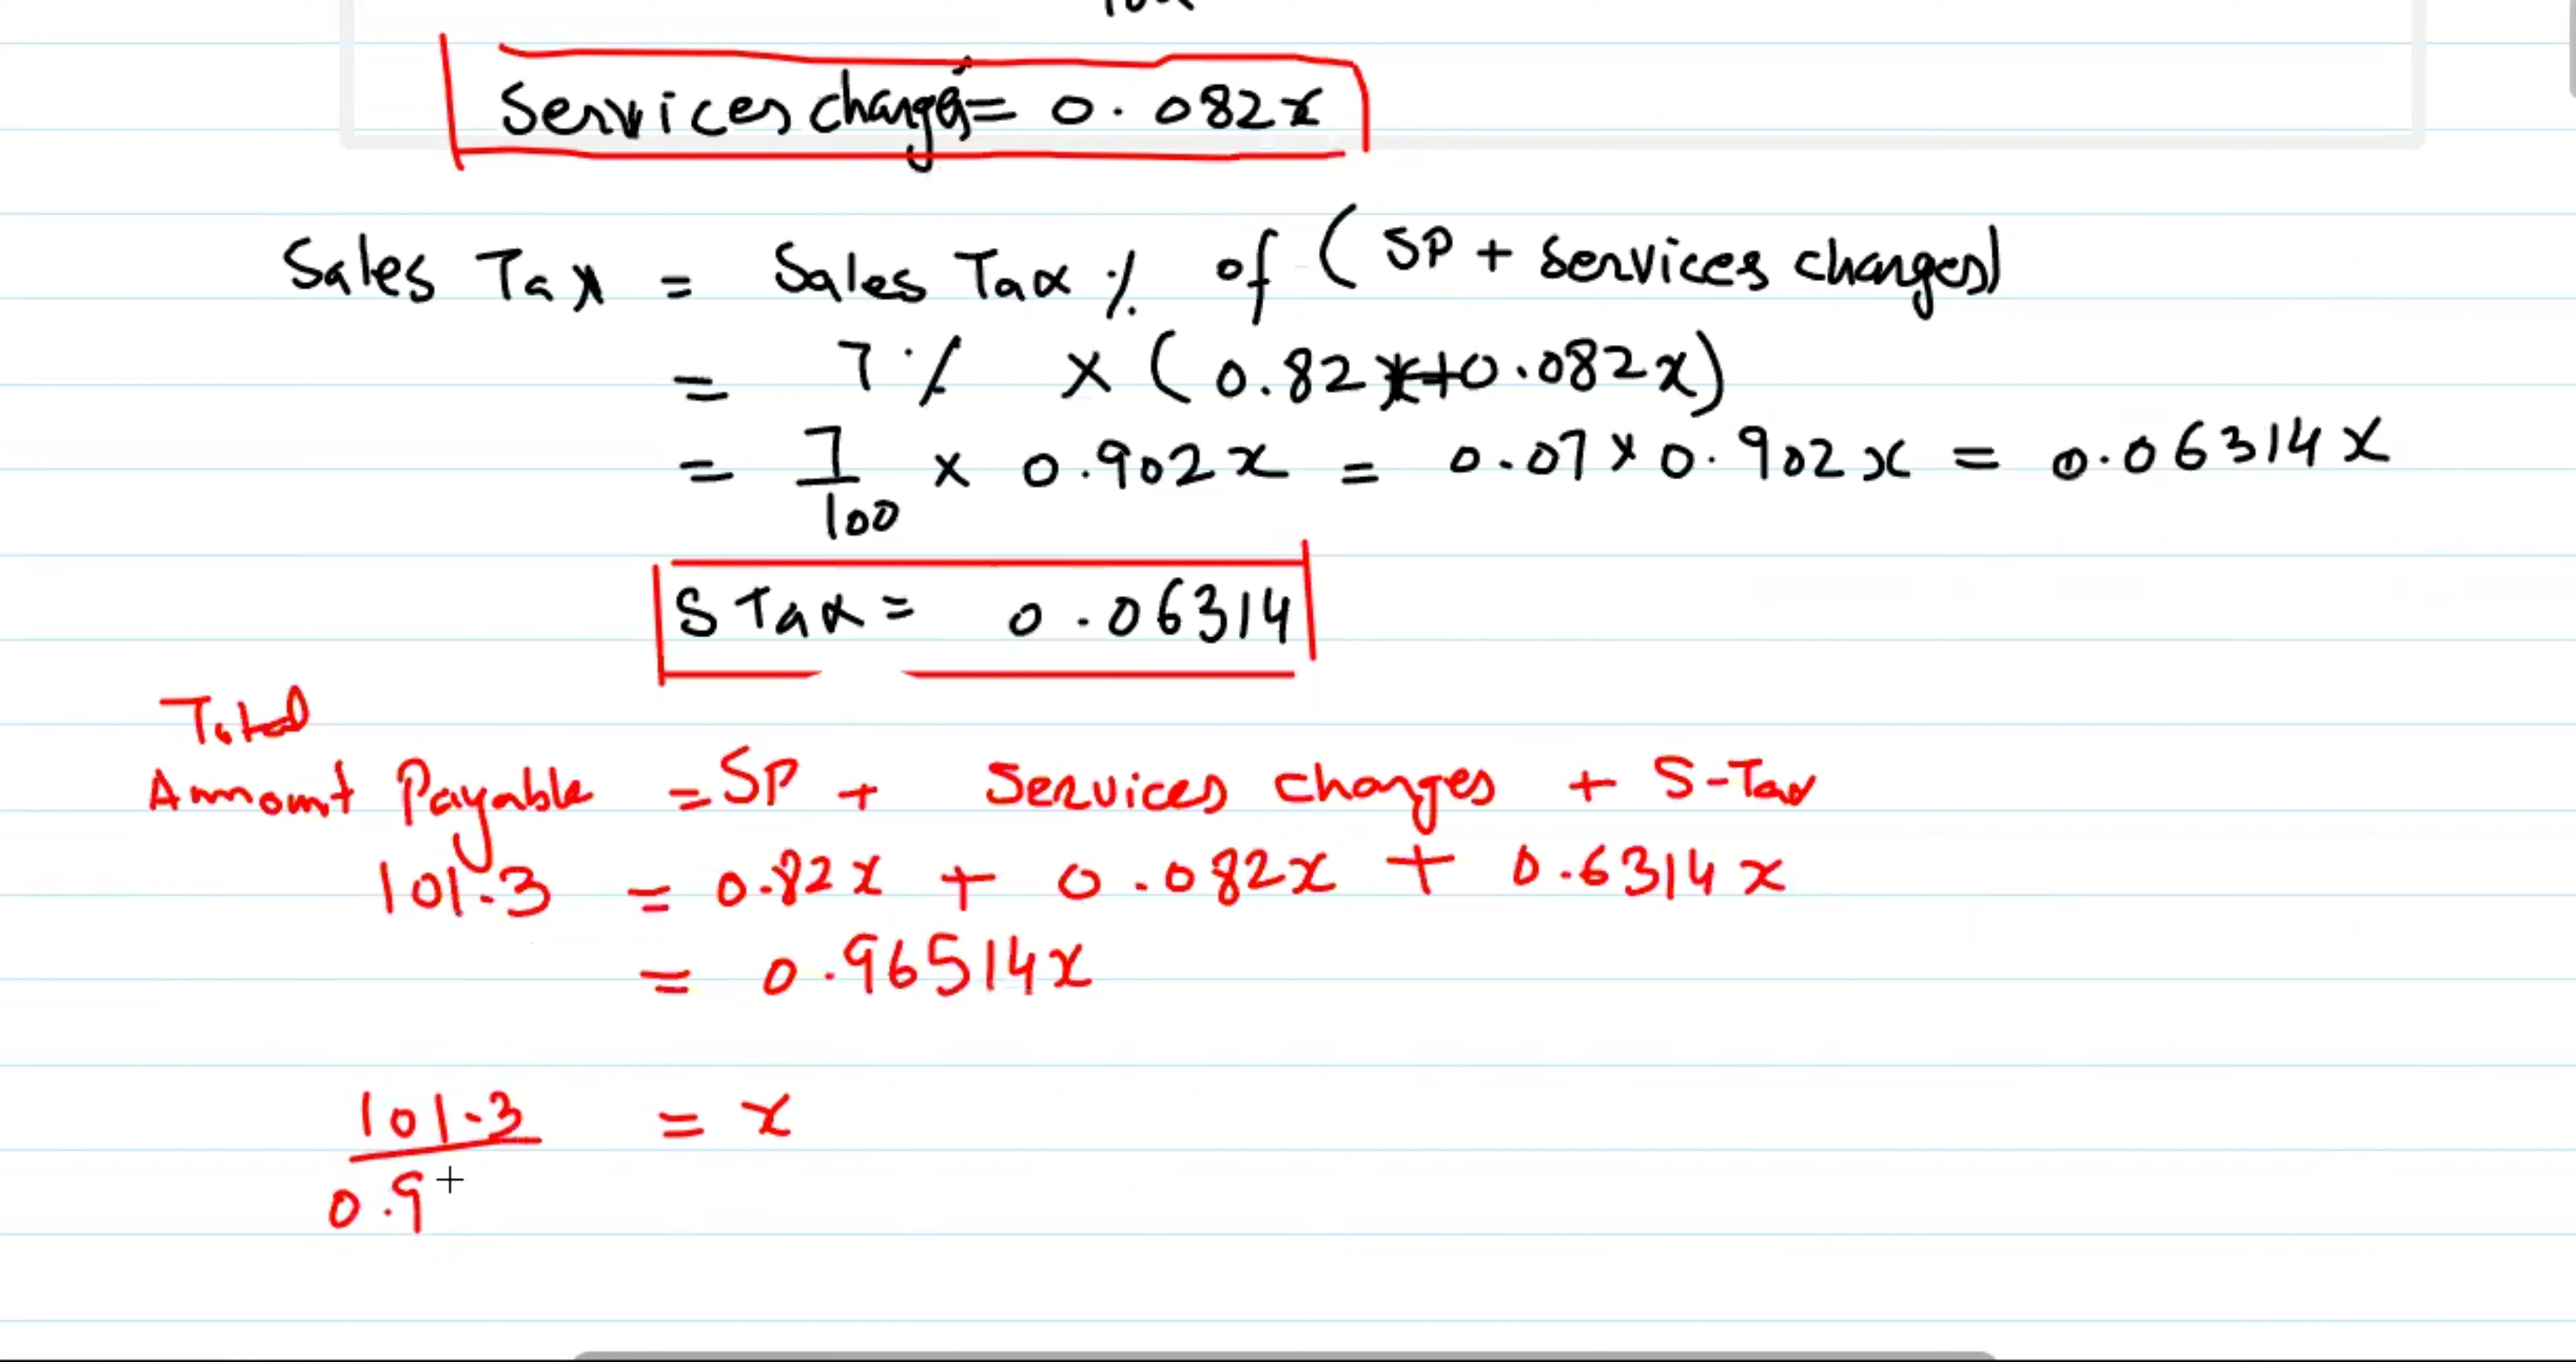 Services charges = 0.082x
Sales Tax = Sales Tax % of (SP + Services charges)
= 7% × (0.82x+0.082x)
= 7/100 × 0.902x = 0.07 × 0.902x = 0.06314x
S Tax = 0.06314
Total
Amount Payable = SP + Services charges + S-Tax
101.3 = 0.82x + 0.082x + 0.6314x
= 0.96514x
101.3 = x
0.9